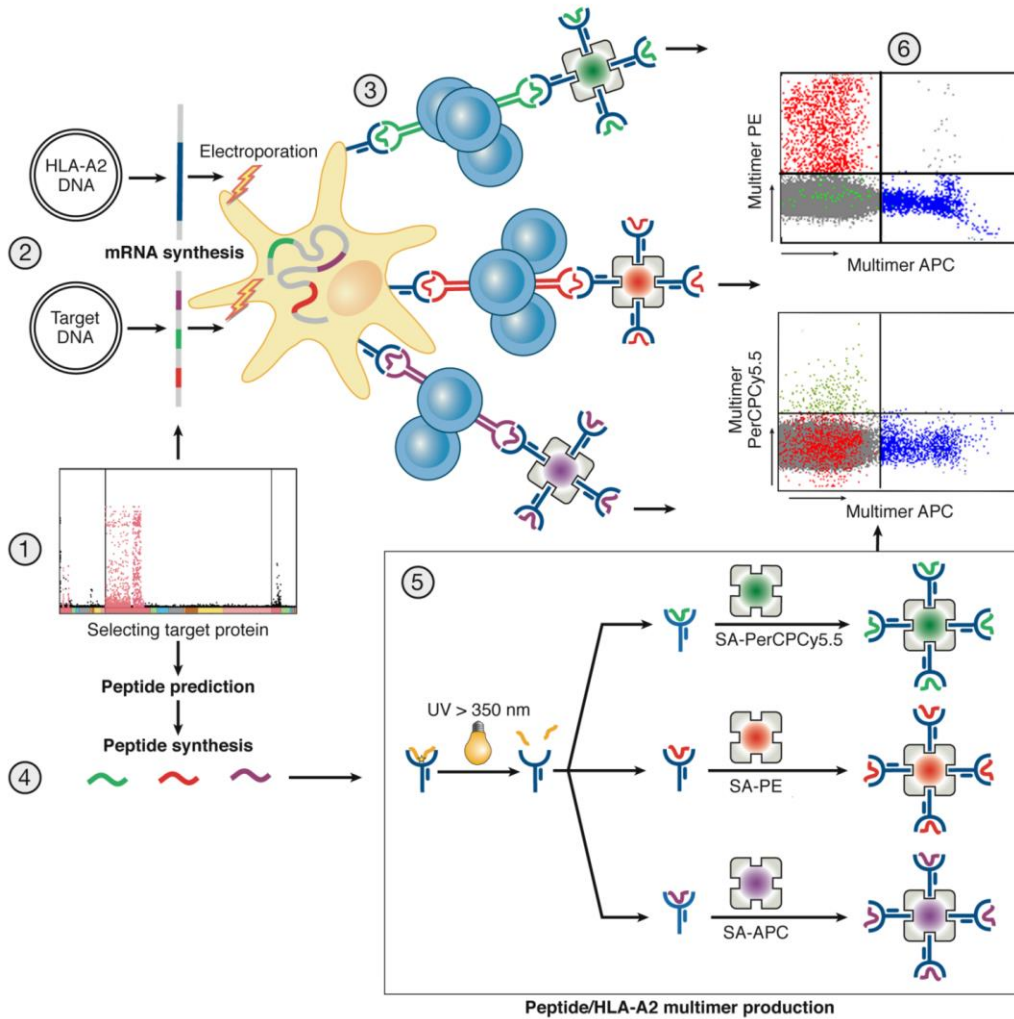 3
6
HLA-A2
DNA
Electroporation
Multimer PE
2
mRNA synthesis
Multimer APC
Target
DNA
Multimer
PerCPCy5.5
Multimer APC
1
Selecting target protein
Peptide prediction
Peptide synthesis
4
5
UV > 350 nm
SA-PerCPCy5.5
SA-PE
SA-APC
Peptide/HLA-A2 multimer production